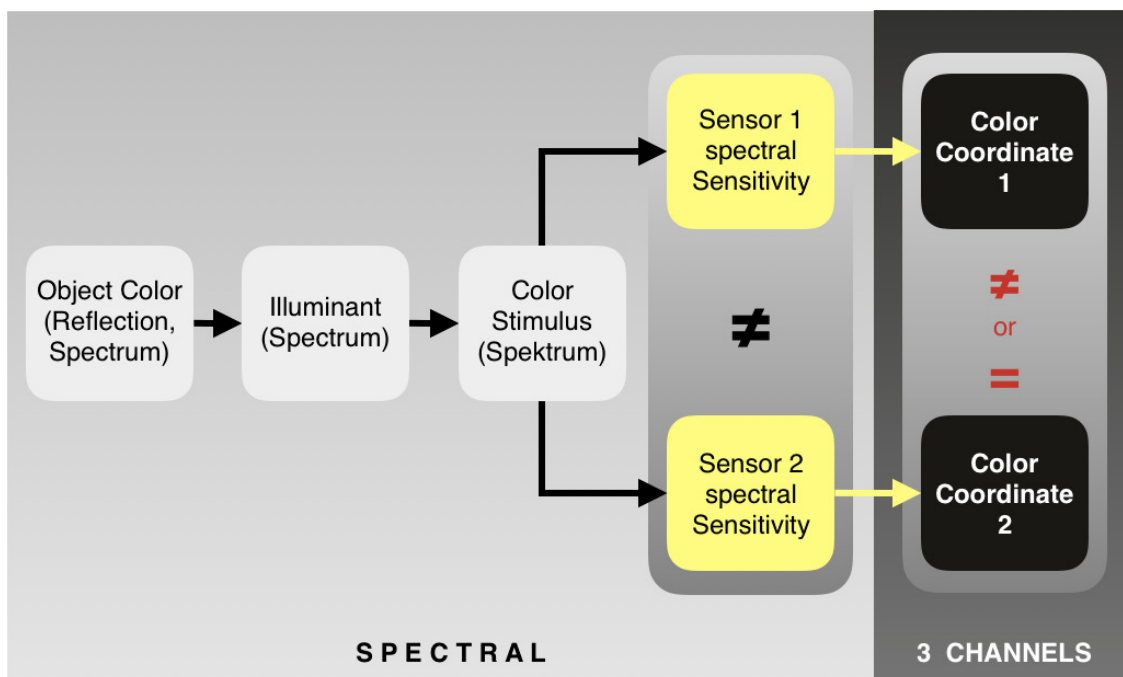 Object Color
(Reflection,
Spectrum)
Illuminant
(Spectrum)
Color
Stimulus
(Spektrum)
Sensor 1
spectral
Sensitivity
≠
Sensor 2
spectral
Sensitivity
Color
Coordinate
1
≠
or
=
Color
Coordinate
2
SPECTRAL
3 CHANNELS